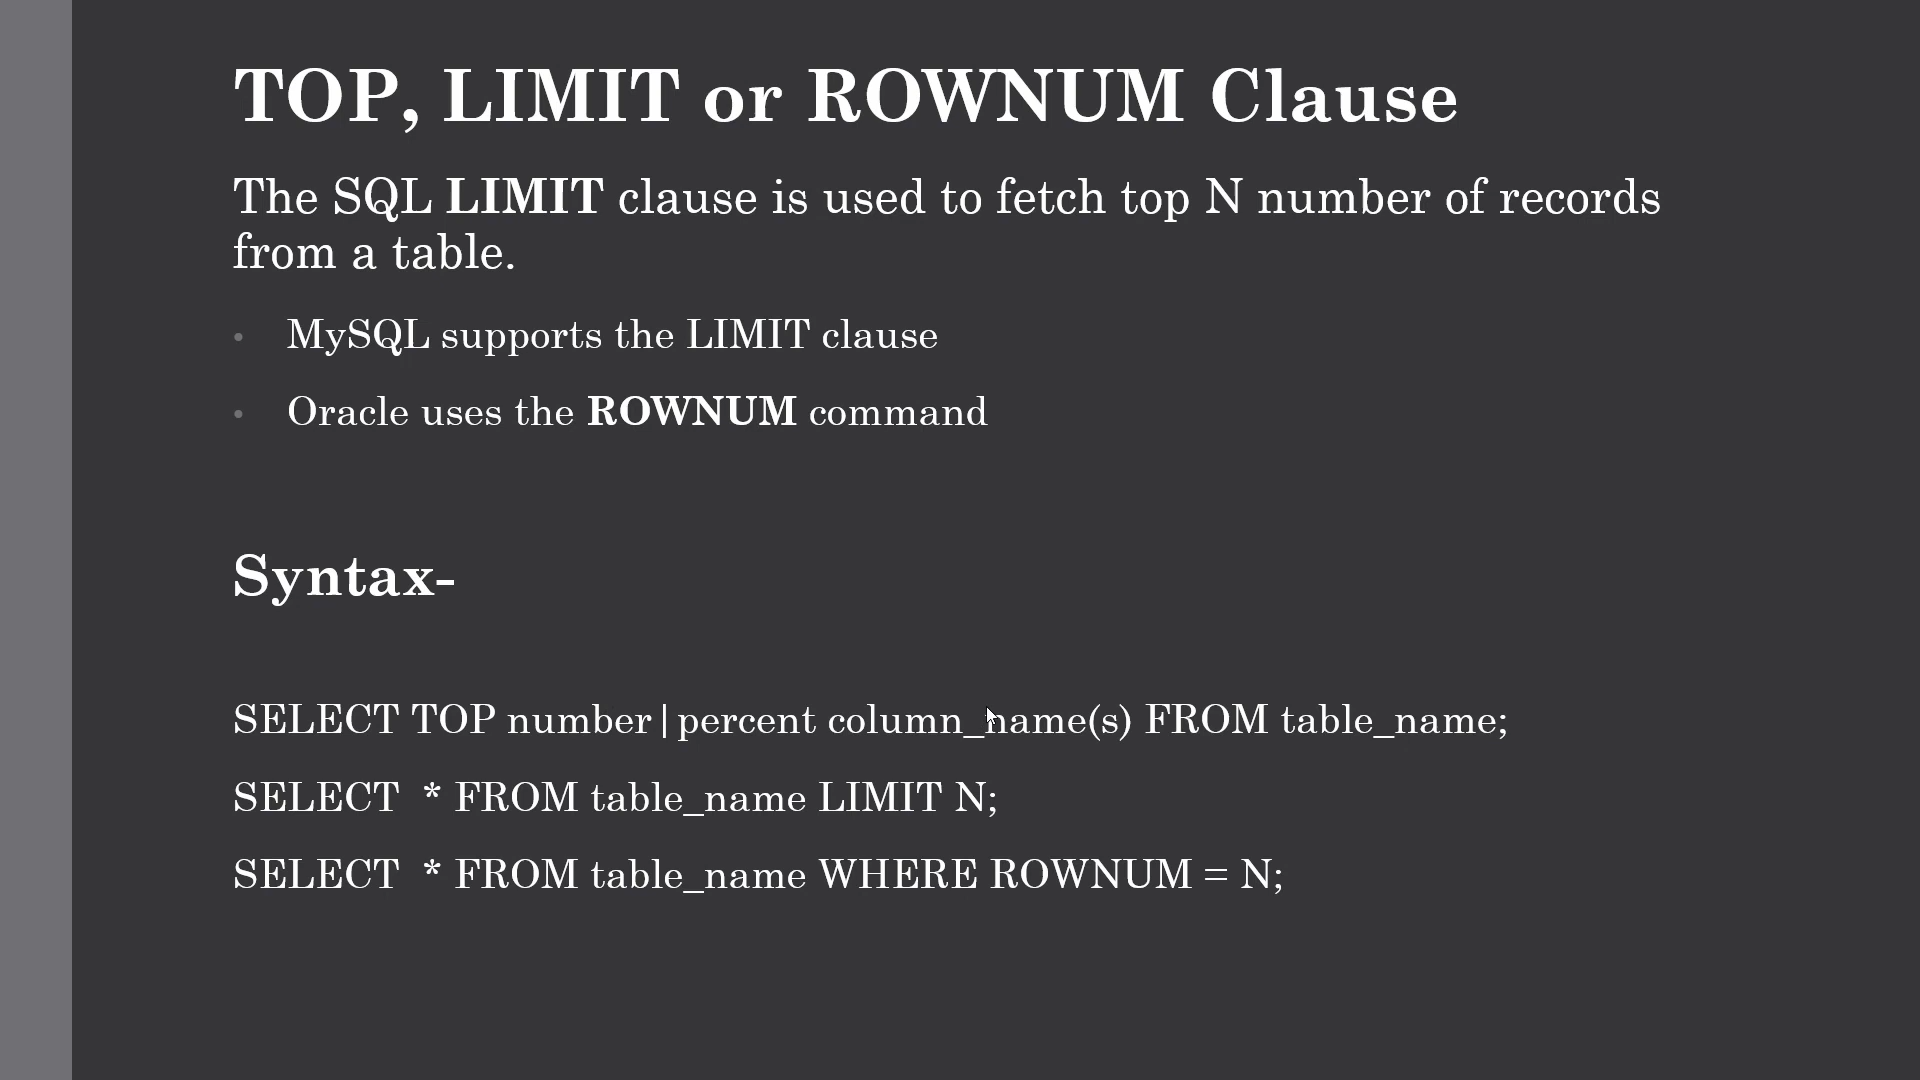 TOP, LIMIT or ROWNUM Clause
The SQL LIMIT clause is used to fetch top N number of records
from a table.
• MySQL supports the LIMIT clause
• Oracle uses the ROWNUM command
Syntax-
SELECT TOP number|percent column_name(s) FROM table_name;
SELECT  * FROM table_name LIMIT N;
SELECT  * FROM table_name WHERE ROWNUM = N;